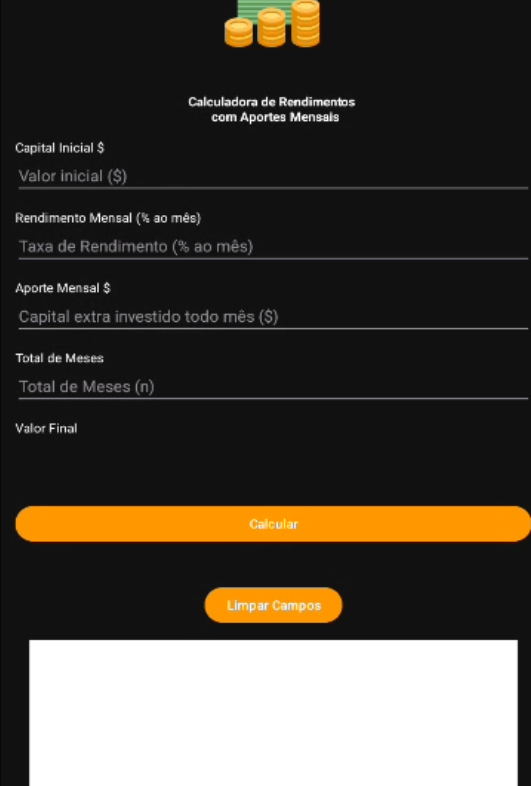 Calculadora de Rendimentos
com Aportes Mensais
Capital Inicial $
Valor inicial ($)
Rendimento Mensal (% ao mês)
Taxa de Rendimento (% ao mês)
Aporte Mensal $
Capital extra investido todo mês ($)
Total de Meses
Total de Meses (n)
Valor Final
Calcular
Limpar Campos